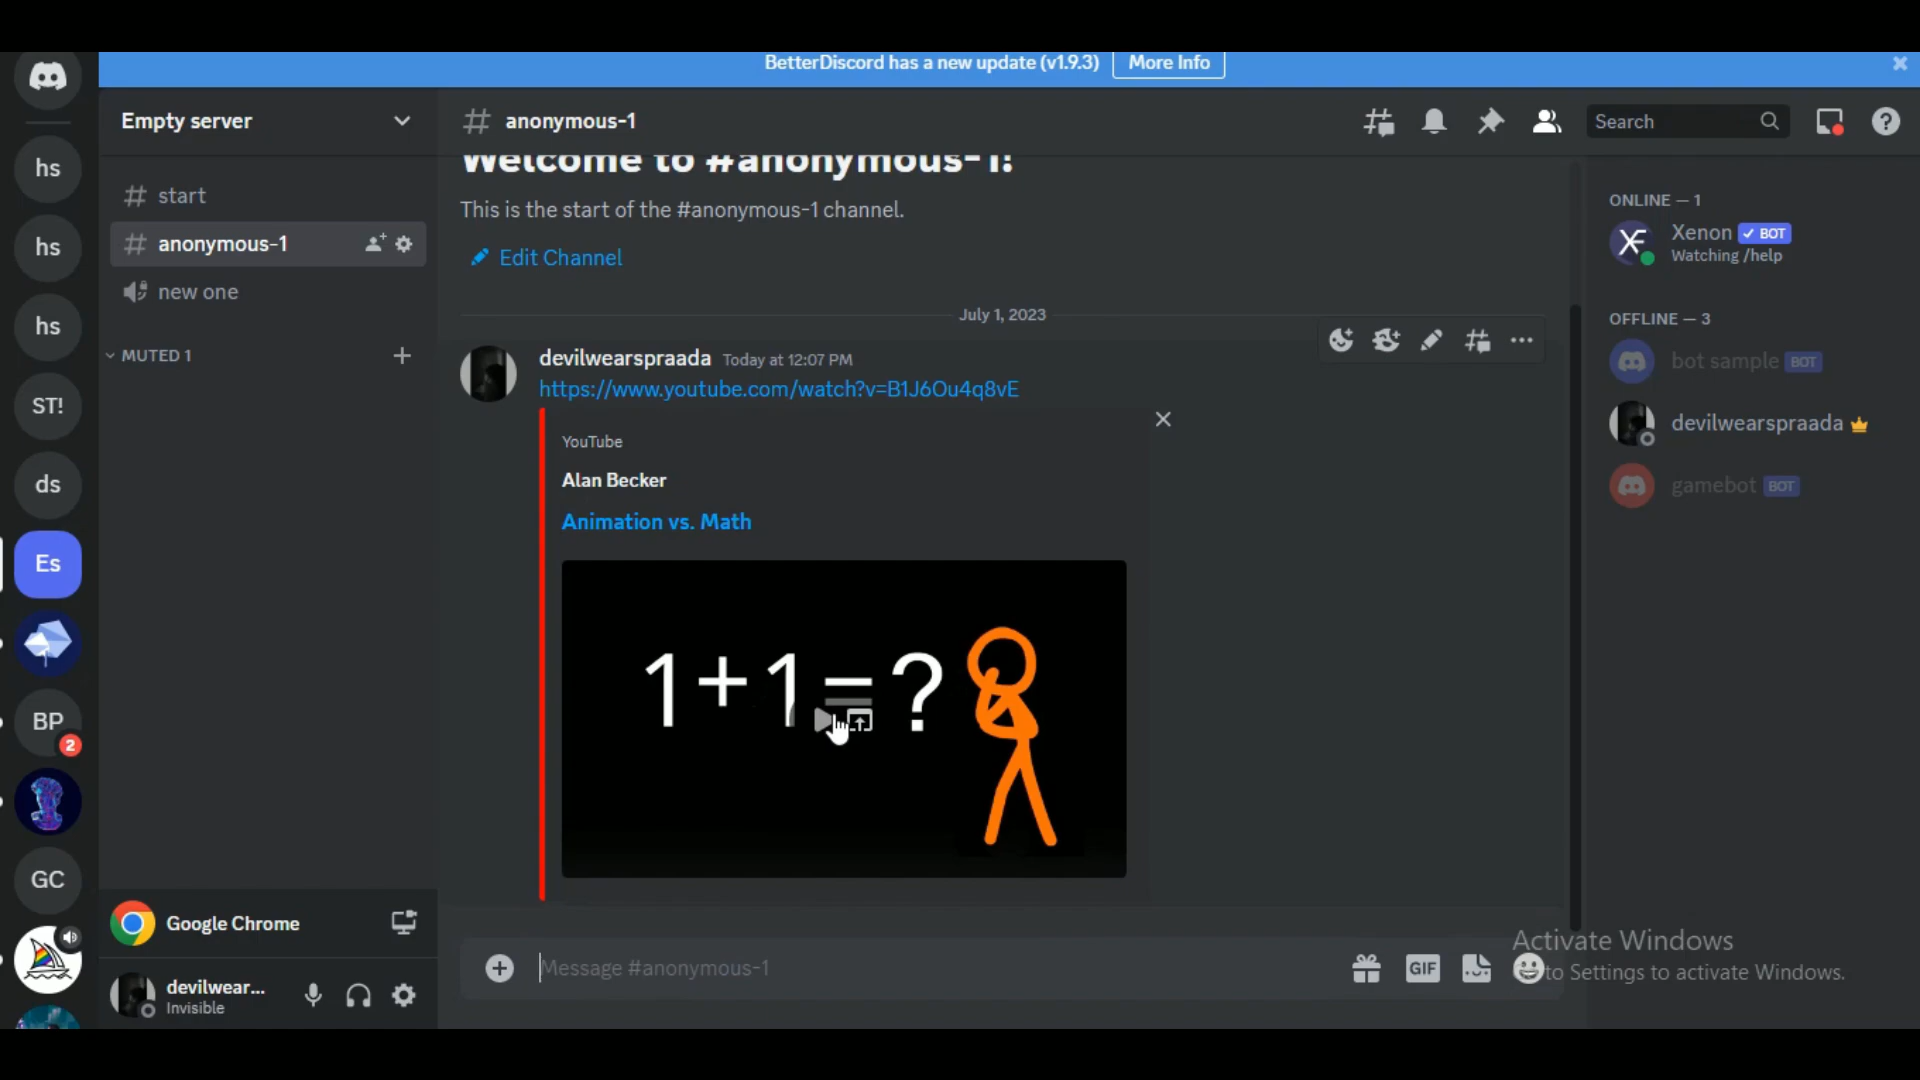 BetterDiscord has a new update (v1.9.3) More Info
Empty server
# anonymous-1
Search
hs
hs
hs
ST!
ds
Es
BP
2
GC
# start
# anonymous-1
new one
MUTED 1
Google Chrome
devilwear...
Invisible
Welcome to #anonymous-1!
This is the start of the #anonymous-1 channel.
Edit Channel
July 1, 2023
devilwearspraada Today at 12:07 PM
https://www.youtube.com/watch?v=B1J6Ou4q8vE
YouTube
Alan Becker
Animation vs. Math
1+1=?
Message #anonymous-1
GIF
ONLINE — 1
Xenon BOT
Watching /help
OFFLINE — 3
bot sample BOT
devilwearspraada
gamebot BOT
Activate Windows
to Settings to activate Windows.